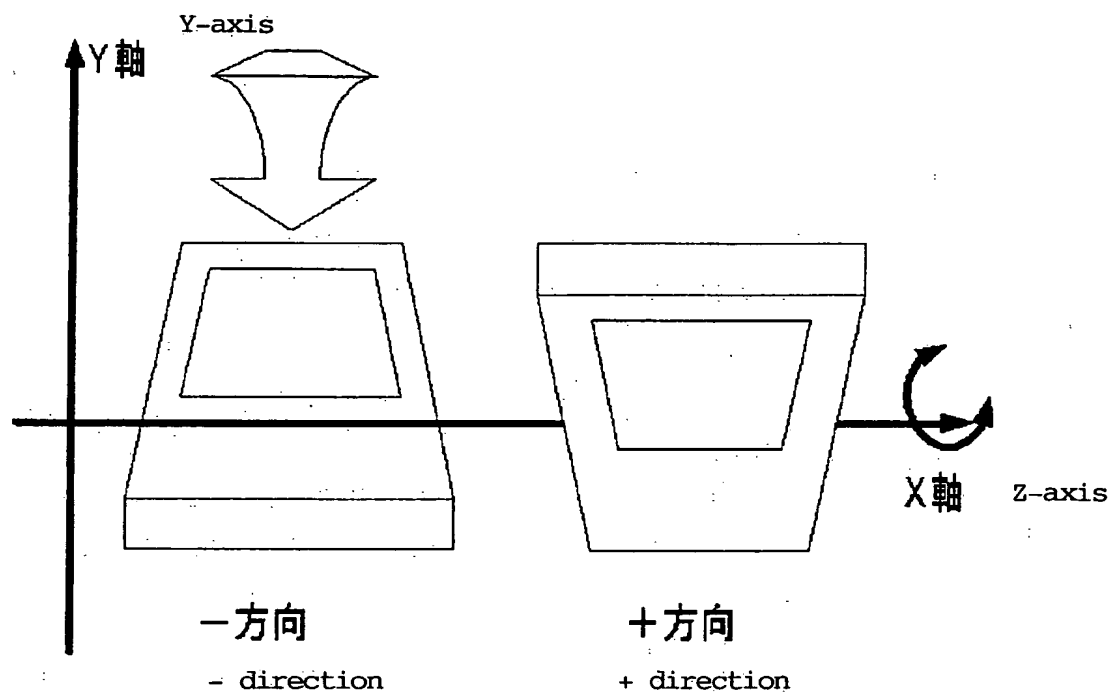 Y-axis
Y軸
X軸 Z-axis
−方向 +方向
- direction + direction